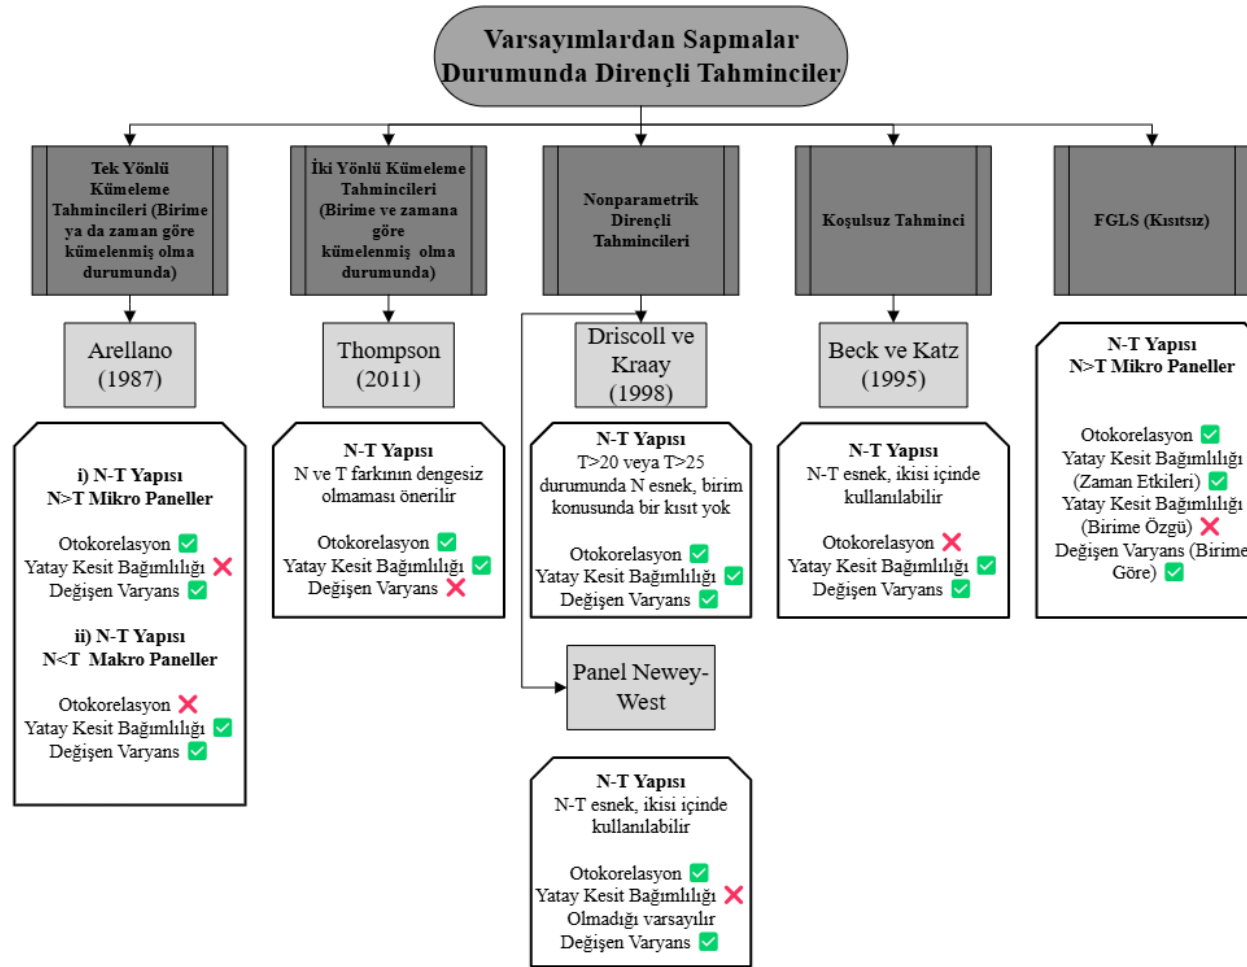 Varsayımlardan Sapmalar
Durumunda Dirençli Tahminciler
Tek Yönlü
Kümeleme
Tahmincileri (Birime
ya da zaman göre
kümelenmiş olma
durumunda)
İki Yönlü Kümeleme
Tahmincileri
(Birime ve zamana
göre
kümelenmiş olma
durumunda)
Nonparametrik
Dirençli
Tahmincileri
Koşulsuz Tahminci
FGLS (Kısıtsız)
Arellano
(1987)
Thompson
(2011)
Driscoll ve
Kraay
(1998)
Beck ve Katz
(1995)
i) N-T Yapısı
N>T Mikro Paneller
Otokorelasyon ✅
Yatay Kesit Bağımlılığı ❌
Değişen Varyans ✅
ii) N-T Yapısı
N<T Makro Paneller
Otokorelasyon ❌
Yatay Kesit Bağımlılığı ✅
Değişen Varyans ✅
N-T Yapısı
N ve T farkının dengesiz
olmaması önerilir
Otokorelasyon ✅
Yatay Kesit Bağımlılığı ✅
Değişen Varyans ❌
N-T Yapısı
T>20 veya T>25
durumunda N esnek, birim
konusunda bir kısıt yok
Otokorelasyon ✅
Yatay Kesit Bağımlılığı ✅
Değişen Varyans ✅
Panel Newey-
West
N-T Yapısı
N-T esnek, ikisi içinde
kullanılabilir
Otokorelasyon ✅
Yatay Kesit Bağımlılığı ❌
Olmadığı varsayılır
Değişen Varyans ✅
N-T Yapısı
N-T esnek, ikisi içinde
kullanılabilir
Otokorelasyon ❌
Yatay Kesit Bağımlılığı ✅
Değişen Varyans ✅
N-T Yapısı
N>T Mikro Paneller
Otokorelasyon ✅
Yatay Kesit Bağımlılığı
(Zaman Etkileri) ✅
Yatay Kesit Bağımlılığı
(Birime Özgü) ❌
Değişen Varyans (Birime
Göre) ✅